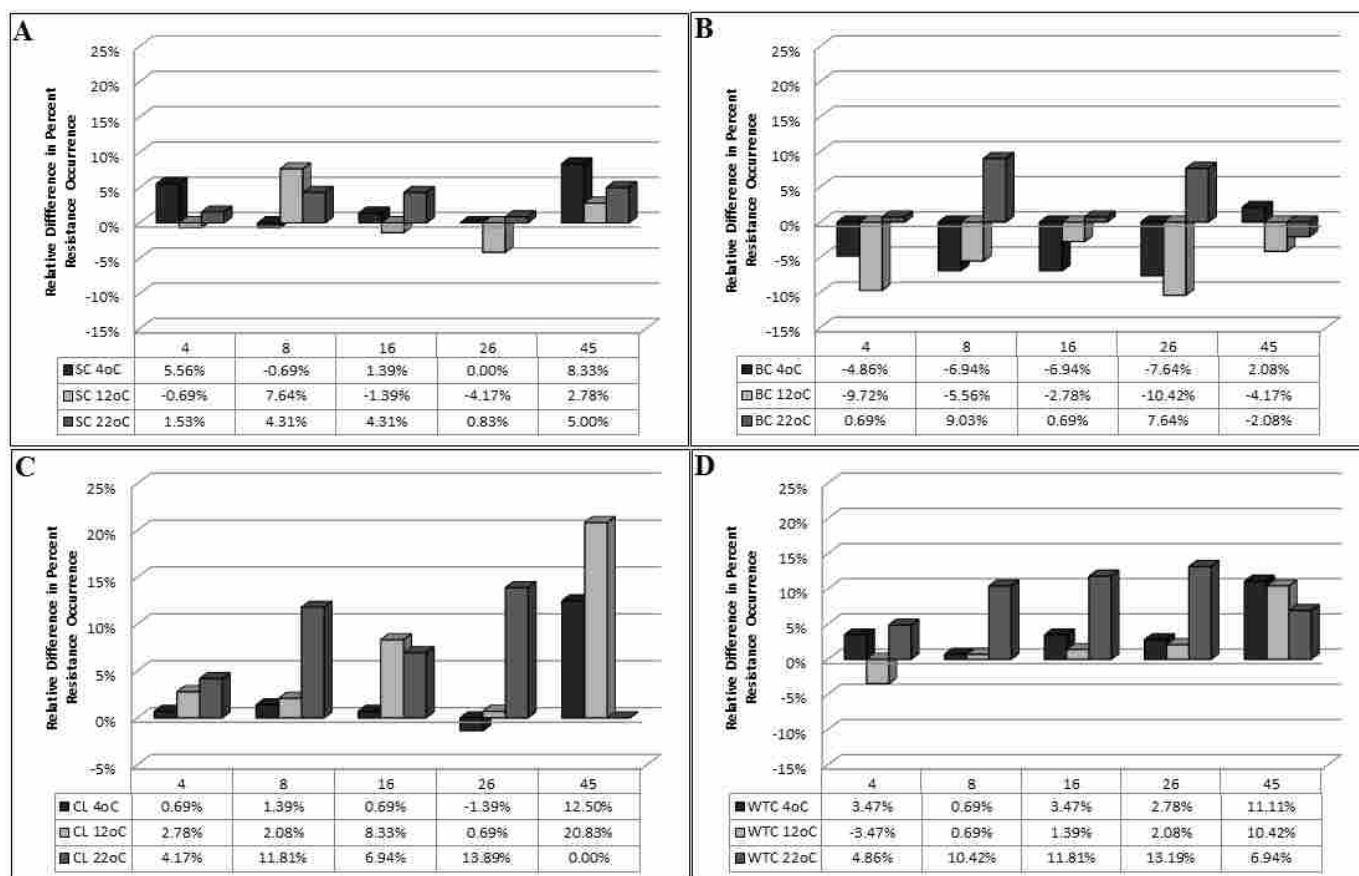 A
Relative Difference in Percent
Resistance Occurrence
25%
20%
15%
10%
5%
0%
-5%
-10%
-15%
4 8 16 26 45
SC 4oC 5.56% -0.69% 1.39% 0.00% 8.33%
SC 12oC -0.69% 7.64% -1.39% -4.17% 2.78%
SC 22oC 1.53% 4.31% 4.31% 0.83% 5.00%
B
Relative Difference in Percent
Resistance Occurrence
25%
20%
15%
10%
5%
0%
-5%
-10%
-15%
4 8 16 26 45
BC 4oC -4.86% -6.94% -6.94% -7.64% 2.08%
BC 12oC -9.72% -5.56% -2.78% -10.42% -4.17%
BC 22oC 0.69% 9.03% 0.69% 7.64% -2.08%
C
Relative Difference in Percent
Resistance Occurrence
25%
20%
15%
10%
5%
0%
-5%
4 8 16 26 45
CL 4oC 0.69% 1.39% 0.69% -1.39% 12.50%
CL 12oC 2.78% 2.08% 8.33% 0.69% 20.83%
CL 22oC 4.17% 11.81% 6.94% 13.89% 0.00%
D
Relative Difference in Percent
Resistance Occurrence
25%
20%
15%
10%
5%
0%
-5%
-10%
-15%
4 8 16 26 45
WTC 4oC 3.47% 0.69% 3.47% 2.78% 11.11%
WTC 12oC -3.47% 0.69% 1.39% 2.08% 10.42%
WTC 22oC 4.86% 10.42% 11.81% 13.19% 6.94%